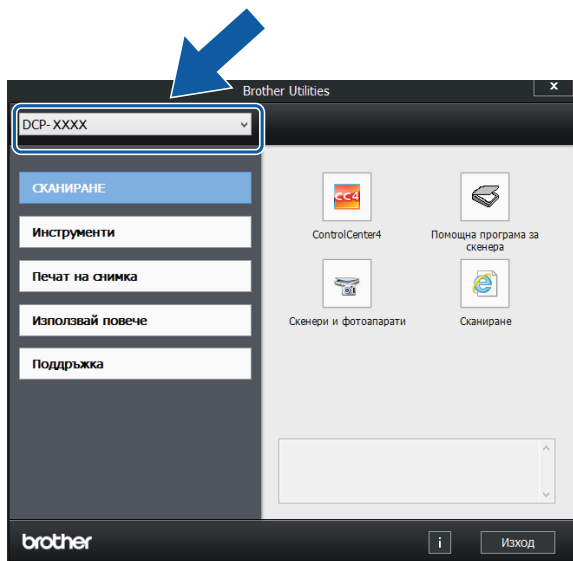 Brother Utilities
x
DCP-XXXX
СКАНИРАНЕ
Инструменти
Печат на снимка
Използвай повече
Поддръжка
CC4
ControlCenter4
Помощна програма за
скенера
Скенери и фотоапарати
Сканиране
brother
i
Изход